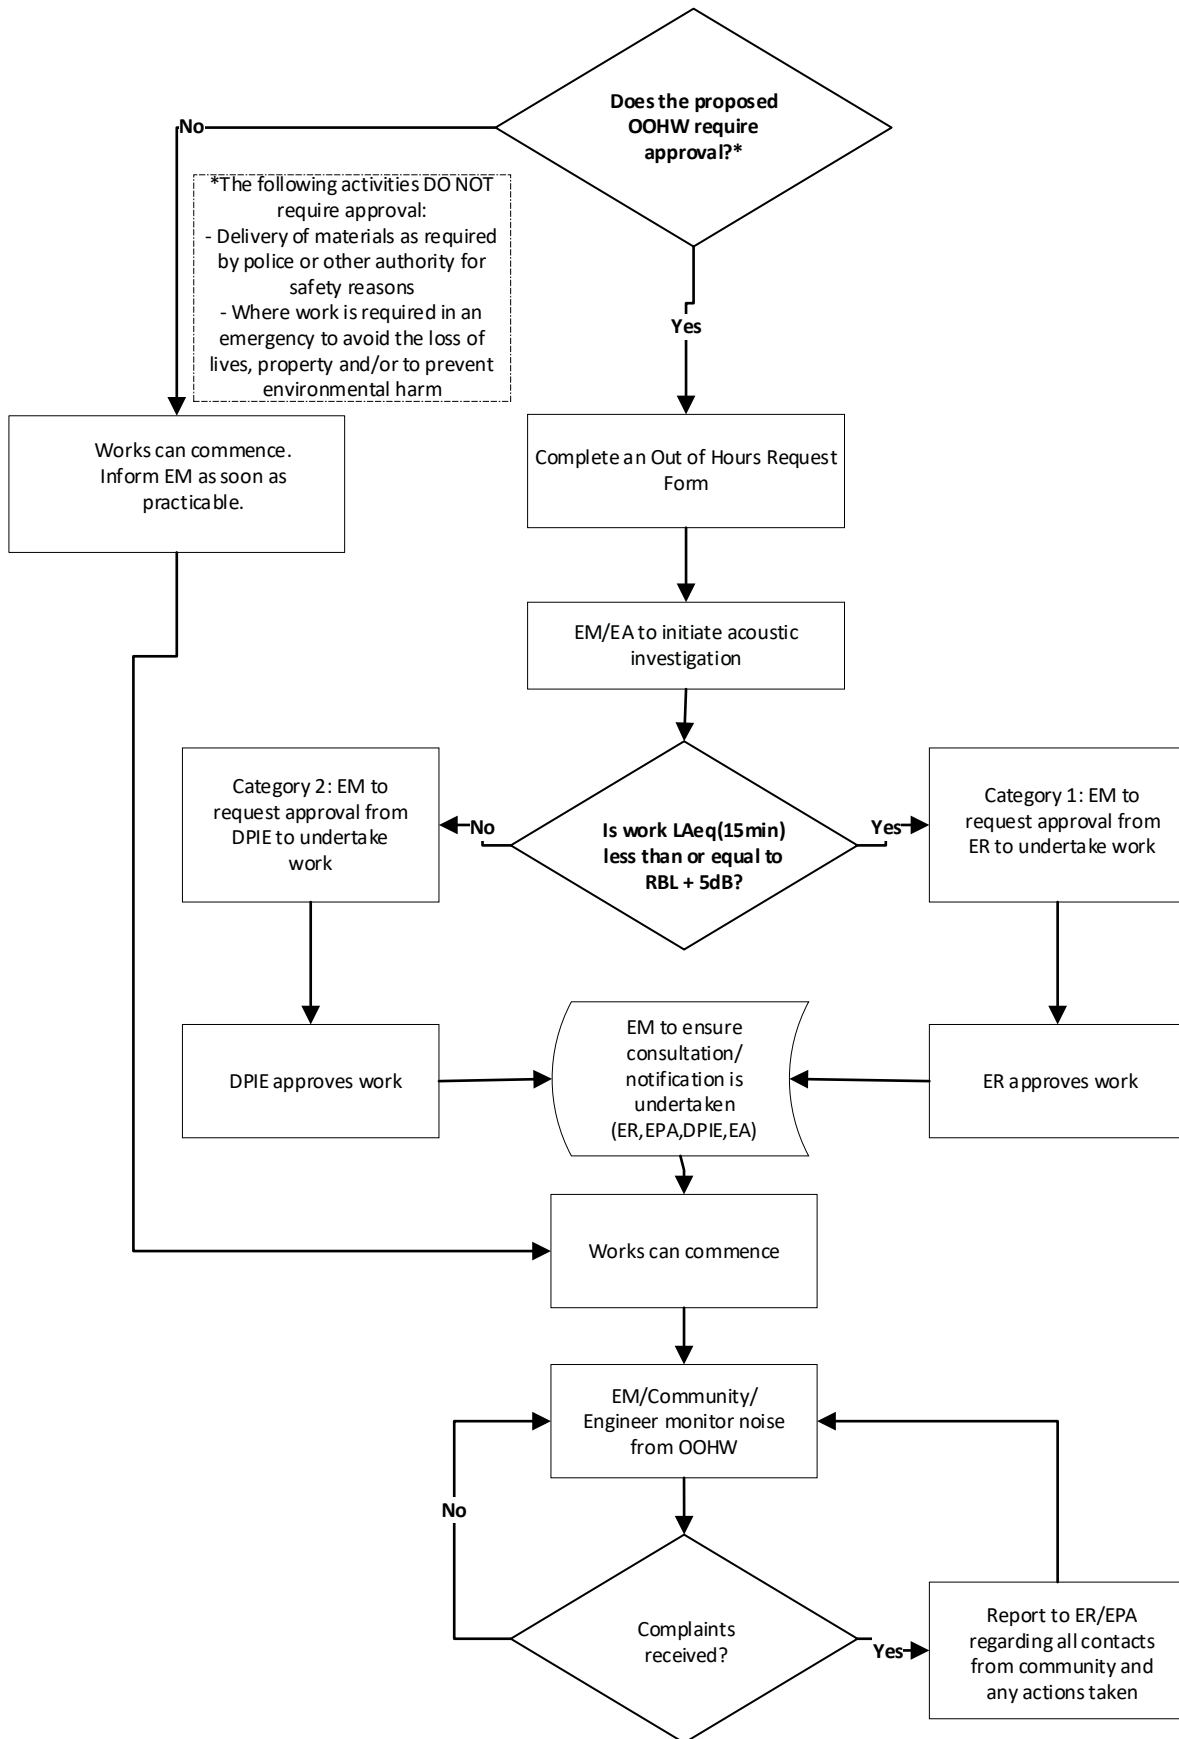 Does the proposed
OOHW require
approval?*
No
*The following activities DO NOT
require approval:
- Delivery of materials as required
by police or other authority for
safety reasons
- Where work is required in an
emergency to avoid the loss of
lives, property and/or to prevent
environmental harm
Yes
Works can commence.
Inform EM as soon as
practicable.
Complete an Out of Hours Request
Form
EM/EA to initiate acoustic
investigation
Category 2: EM to
request approval from
DPIE to undertake
work
No
Is work LAeq(15min)
less than or equal to
RBL + 5dB?
Yes
Category 1: EM to
request approval from
ER to undertake work
DPIE approves work
EM to ensure
consultation/
notification is
undertaken
(ER,EPA,DPIE,EA)
ER approves work
Works can commence
EM/Community/
Engineer monitor noise
from OOHW
No
Complaints
received?
Yes
Report to ER/EPA
regarding all contacts
from community and
any actions taken